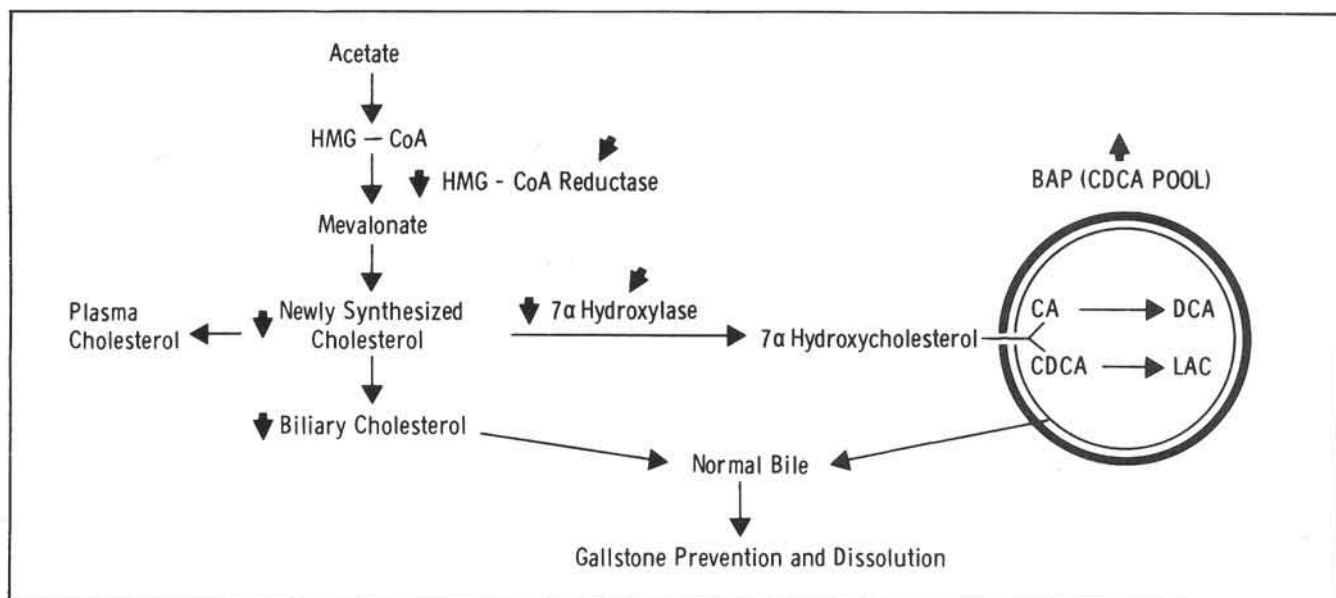 Acetate
HMG - CoA
HMG - CoA Reductase
BAP (CDCA POOL)
Mevalonate
Plasma
Cholesterol
Newly Synthesized
Cholesterol
7α Hydroxylase
7α Hydroxycholesterol
CA
DCA
CDCA
LAC
Biliary Cholesterol
Normal Bile
Gallstone Prevention and Dissolution